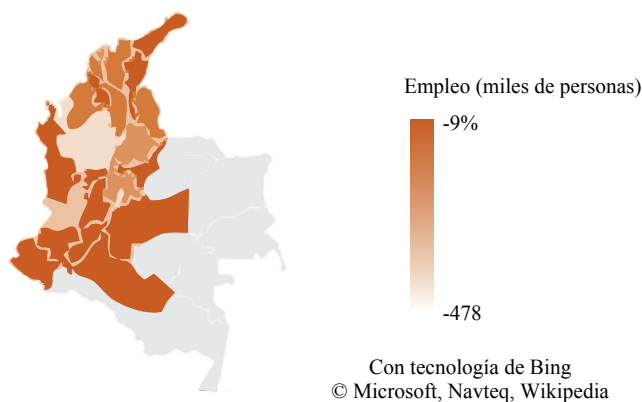 Empleo (miles de personas)
-9%
-478
Con tecnología de Bing
© Microsoft, Navteq, Wikipedia